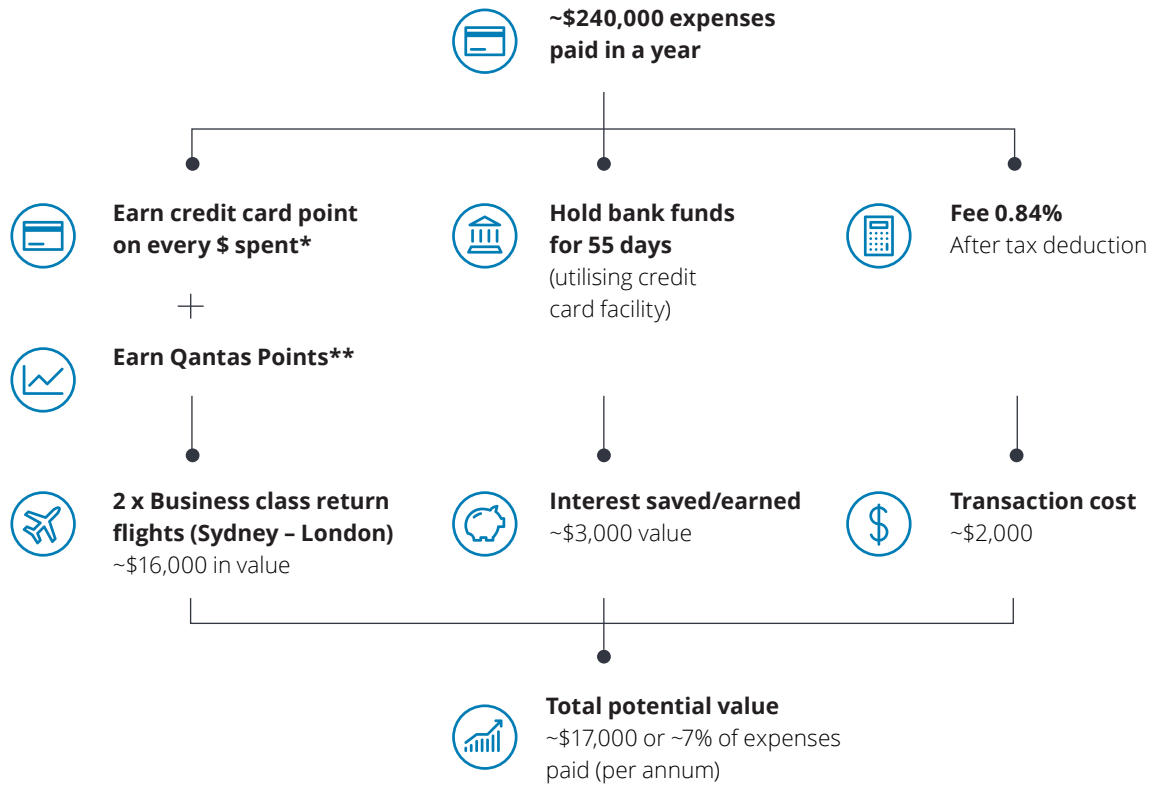 ~$240,000 expenses
paid in a year
Earn credit card point
on every $ spent*
Earn Qantas Points**
2 x Business class return
flights (Sydney – London)
~$16,000 in value
Hold bank funds
for 55 days
(utilising credit
card facility)
Interest saved/earned
~$3,000 value
Fee 0.84%
After tax deduction
Transaction cost
~$2,000
Total potential value
~$17,000 or ~7% of expenses
paid (per annum)